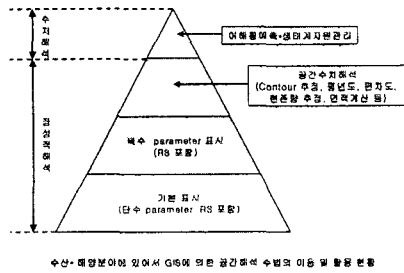 수치해석
어해황예측·생태계자원관리
정성적해석
공간수치해석
(Contour 추정, 평년도, 편차도,
현존량 추정, 면적계산 등)
복수 parameter 표시
(RS 포함)
기본 표시
(단수 parameter RS 포함)
수산·해양분야에 있어서 GIS에 의한 공간해석 수법의 이용 및 활용 현황